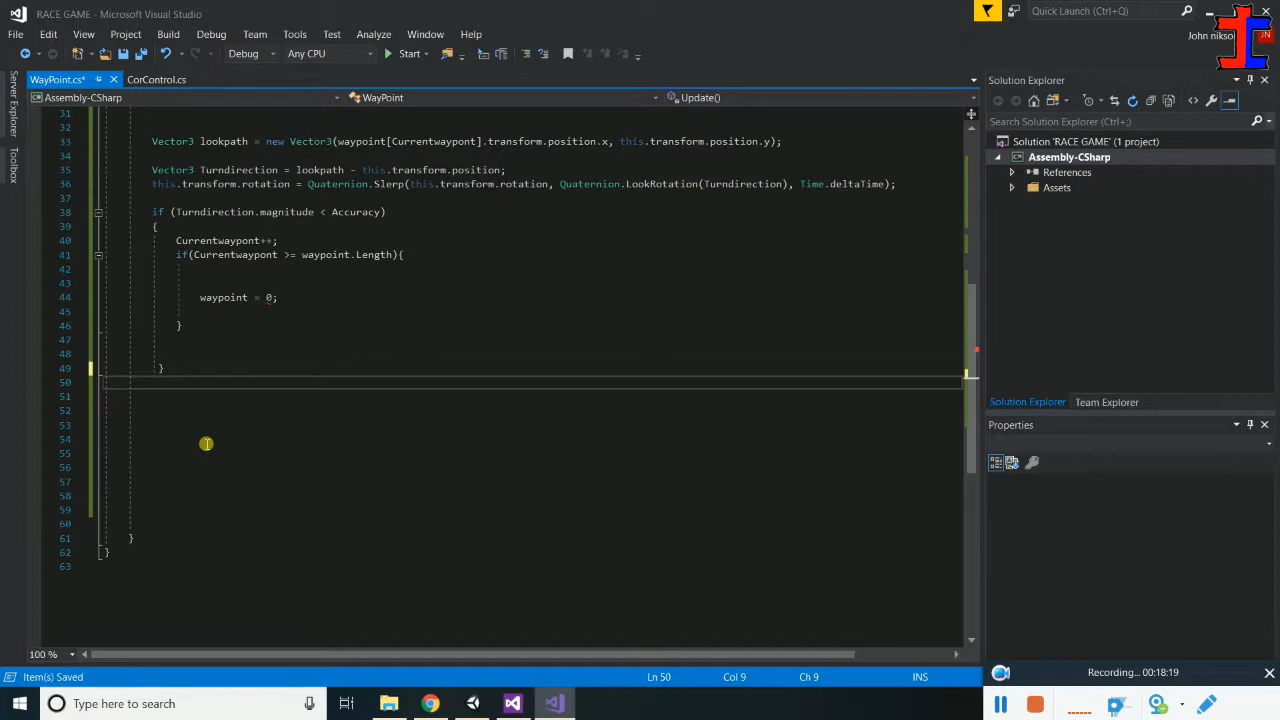 RACE GAME - Microsoft Visual Studio
Quick Launch (Ctrl+Q)
File Edit View Project Build Debug Team Tools Test Analyze Window Help
John nikso
JN
Debug Any CPU Start
Server Explorer
Toolbox
WayPoint.cs* CorControl.cs
Assembly-CSharp WayPoint Update()
31
32
33 Vector3 lookpath = new Vector3(waypoint[Currentwaypont].transform.position.x, this.transform.position.y);
34
35 Vector3 Turndirection = lookpath - this.transform.position;
36 this.transform.rotation = Quaternion.Slerp(this.transform.rotation, Quaternion.LookRotation(Turndirection), Time.deltaTime);
37
38 if (Turndirection.magnitude < Accuracy)
39 {
40 Currentwaypont++;
41 if(Currentwaypont >= waypoint.Length){
42
43
44 waypoint = 0;
45
46 }
47
48
49 }
50
51
52
53
54
55
56
57
58
59
60
61 }
62 }
63
100 %
Solution Explorer
Search Solution Explorer (Ctrl+;)
Solution 'RACE GAME' (1 project)
Assembly-CSharp
References
Assets
Solution Explorer Team Explorer
Properties
Item(s) Saved Ln 50 Col 9 Ch 9 INS
Recording... 00:18:19
Type here to search